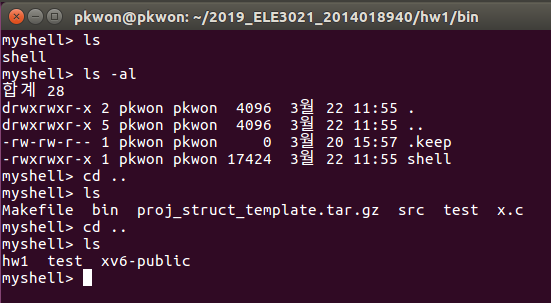 pkwon@pkwon: ~/2019_ELE3021_2014018940/hw1/bin
myshell> ls
shell
myshell> ls -al
합계 28
drwxrwxr-x 2 pkwon pkwon  4096  3월 22 11:55 .
drwxrwxr-x 5 pkwon pkwon  4096  3월 22 11:55 ..
-rw-rw-r-- 1 pkwon pkwon     0  3월 20 15:57 .keep
-rwxrwxr-x 1 pkwon pkwon 17424  3월 22 11:55 shell
myshell> cd ..
myshell> ls
Makefile  bin  proj_struct_template.tar.gz  src  test  x.c
myshell> cd ..
myshell> ls
hw1  test  xv6-public
myshell>